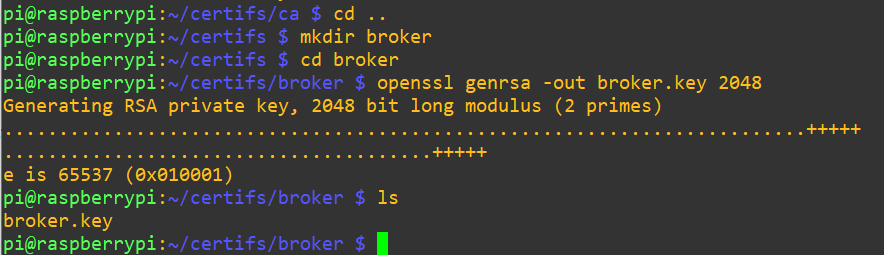 pi@raspberrypi:~/certifs/ca $ cd ..
pi@raspberrypi:~/certifs $ mkdir broker
pi@raspberrypi:~/certifs $ cd broker
pi@raspberrypi:~/certifs/broker $ openssl genrsa -out broker.key 2048
Generating RSA private key, 2048 bit long modulus (2 primes)
.........................................................................+++++
.......................................+++++
e is 65537 (0x010001)
pi@raspberrypi:~/certifs/broker $ ls
broker.key
pi@raspberrypi:~/certifs/broker $